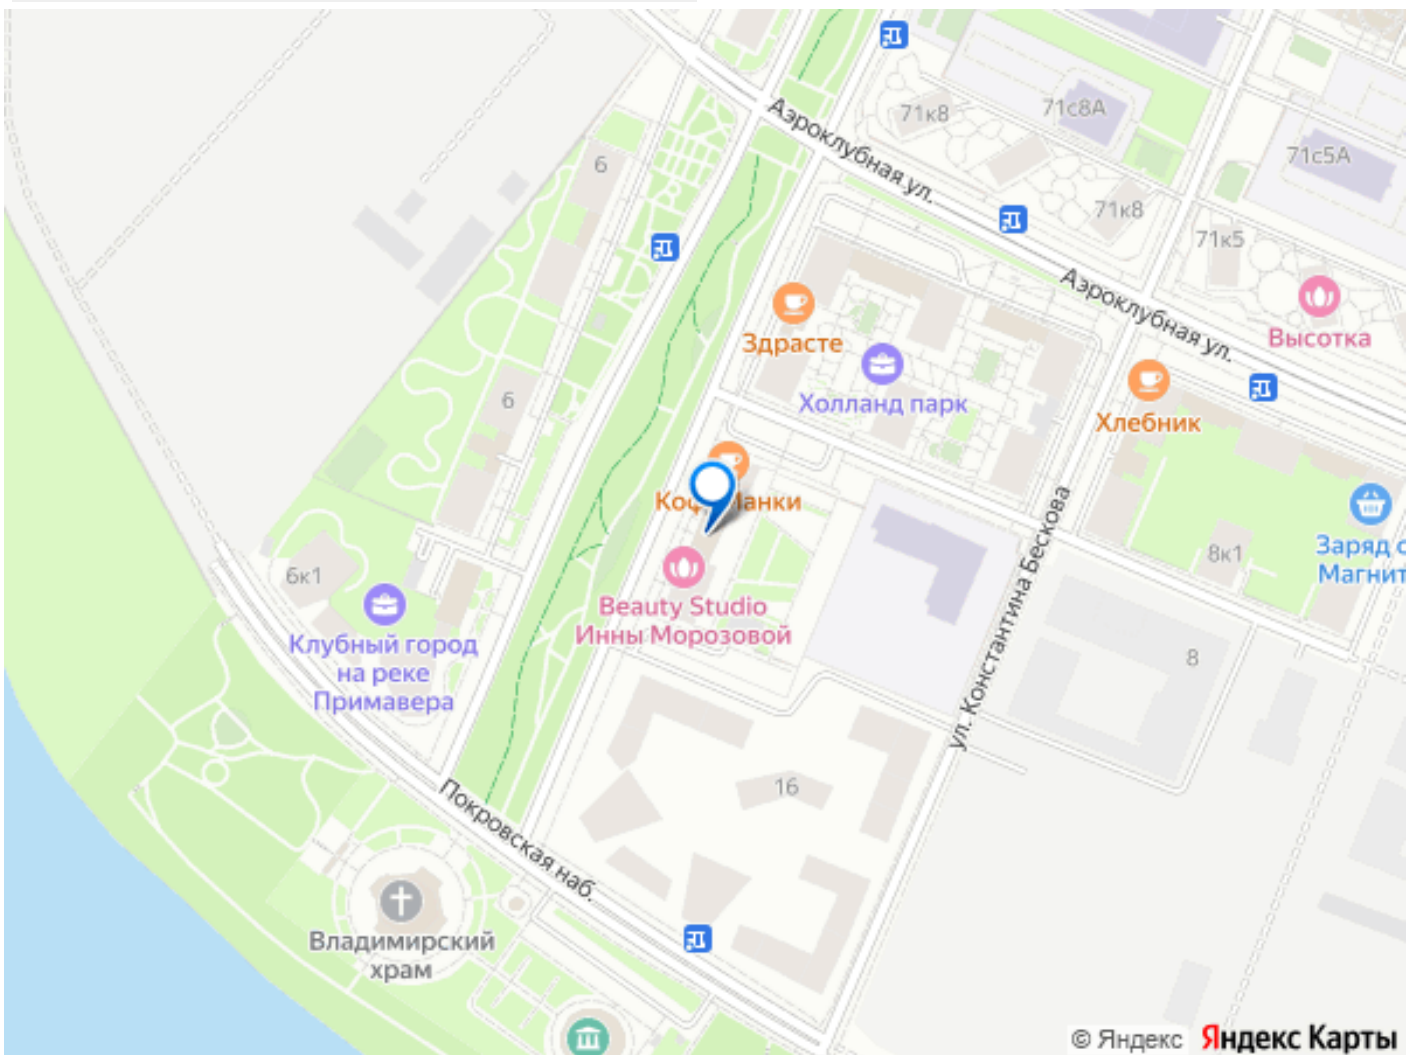 71к8
71с8А
Аэроклубная ул.
71с5А
6
71к8
71к5
Аэроклубная ул.
Здрасте
Высотка
Холланд парк
6
Хлебник
ул. Константина Бескова
8к1
Заряд
Магнит
6к1
Beauty Studio
Инны Морозовой
Клубный город
на реке
Примавера
8
16
Покровская наб.
Владимирский
храм
© Яндекс Яндекс Карты